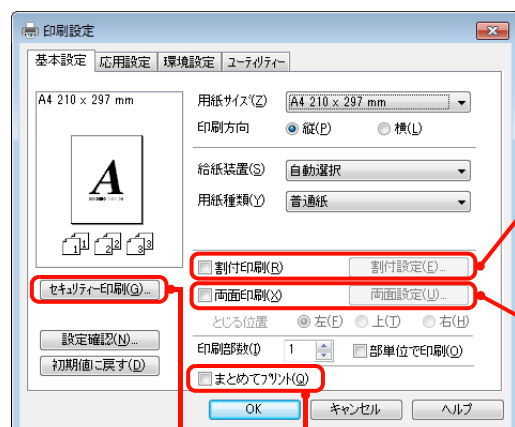 印刷設定
基本設定 応用設定 環境設定 ユーティリティー
A4 210 x 297 mm
用紙サイズ(Z) A4 210 x 297 mm
印刷方向 縦(P) 横(L)
A
給紙装置(S) 自動選択
用紙種類(Y) 普通紙
1 1 2 2 3 3
割付印刷(R) 割付設定(E)...
セキュリティー印刷(G)... 両面印刷(X) 両面設定(U)...
とじる位置 左(F) 上(T) 右(H)
設定確認(N)...
印刷部数(I) 1 部単位で印刷(O)
初期値に戻す(D)
まとめてプリント(Q)
OK キャンセル ヘルプ